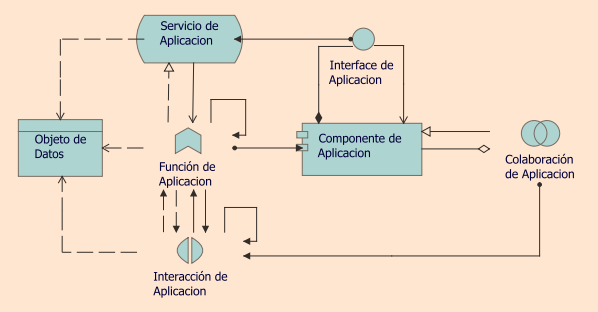 Servicio de
Aplicacion
Interface de
Aplicacion
Objeto de
Datos
Componente de
Aplicacion
Colaboración
de Aplicacion
Función de
Aplicacion
Interacción de
Aplicacion